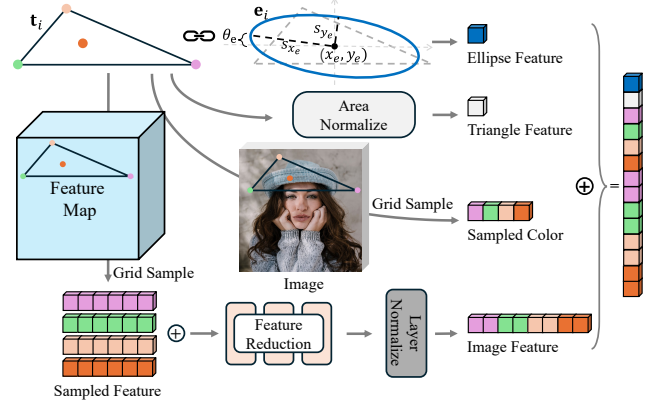 t_i
e_i
θ_e
s_{x_e}
s_{y_e}
(x_e, y_e)
Ellipse Feature
Area
Normalize
Triangle Feature
Feature
Map
Grid Sample
Sampled Color
Image
Grid Sample
⊕
=
⊕
Feature
Reduction
Layer
Normalize
Image Feature
Sampled Feature